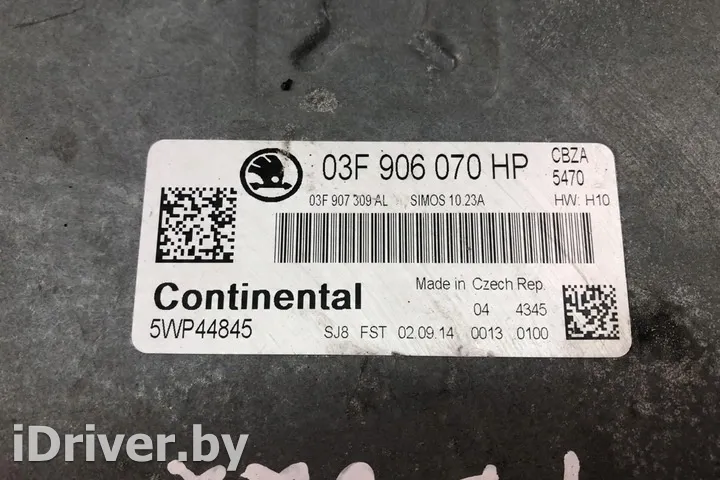 03F 906 070 HP
CBZA
5470
03F 907 309 AL SIMOS 10.23A HW: H10
Continental
5WP44845
Made in Czech Rep.
04 4345
SJ8 FST 02.09.14 0013 0100
iDriver.by